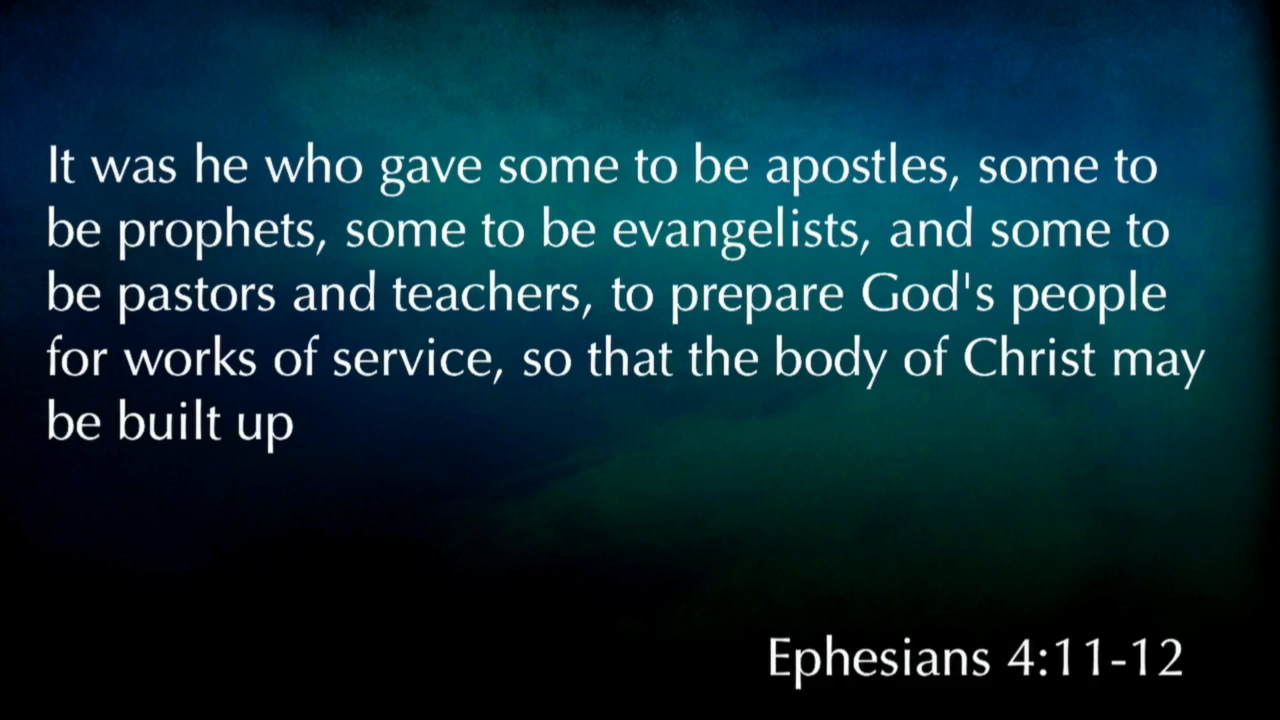 It was he who gave some to be apostles, some to
be prophets, some to be evangelists, and some to
be pastors and teachers, to prepare God's people
for works of service, so that the body of Christ may
be built up
Ephesians 4:11-12